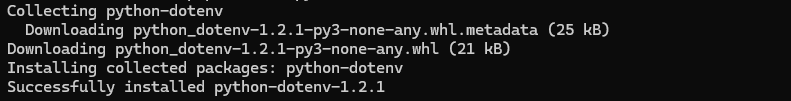 Collecting python-dotenv
  Downloading python_dotenv-1.2.1-py3-none-any.whl.metadata (25 kB)
Downloading python_dotenv-1.2.1-py3-none-any.whl (21 kB)
Installing collected packages: python-dotenv
Successfully installed python-dotenv-1.2.1